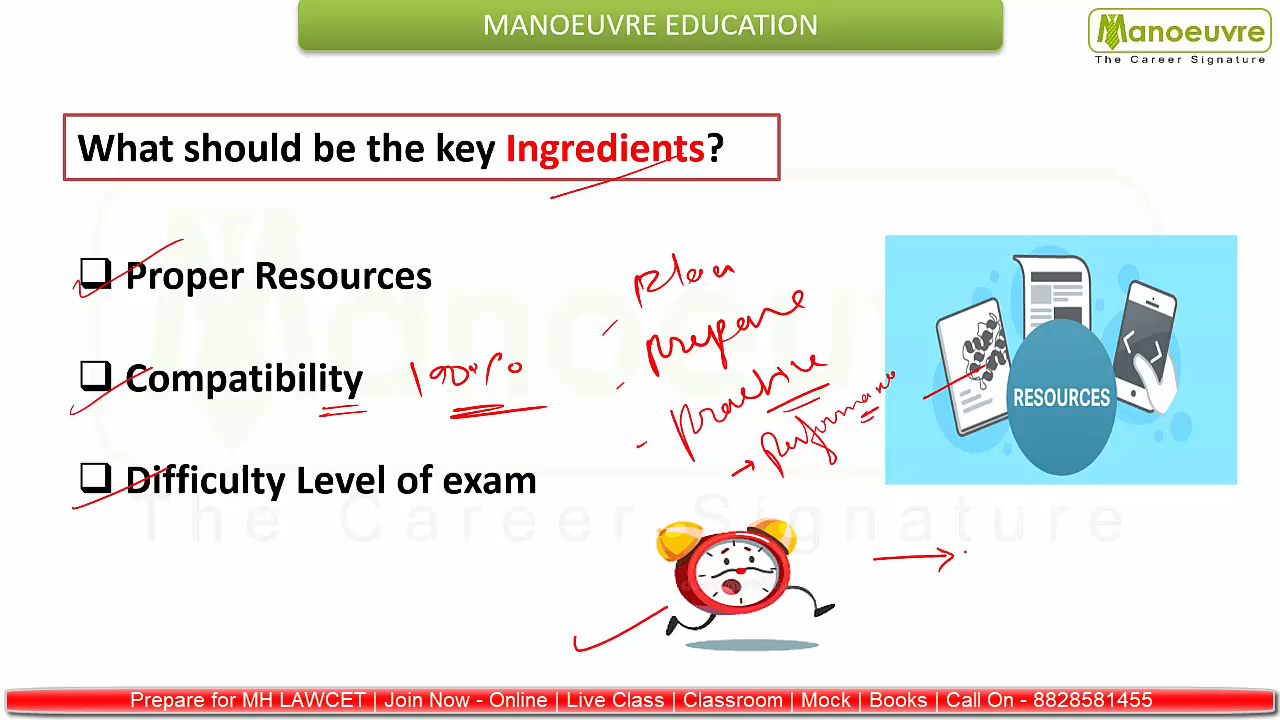 MANOEUVRE EDUCATION
Manoeuvre
The Career Signature
What should be the key Ingredients?
Proper Resources
Compatibility 100%
Difficulty Level of exam
Plan
Prepare
Practice
→ Performance
RESOURCES
The Career Signature
Prepare for MH LAWCET | Join Now - Online | Live Class | Classroom | Mock | Books | Call On - 8828581455